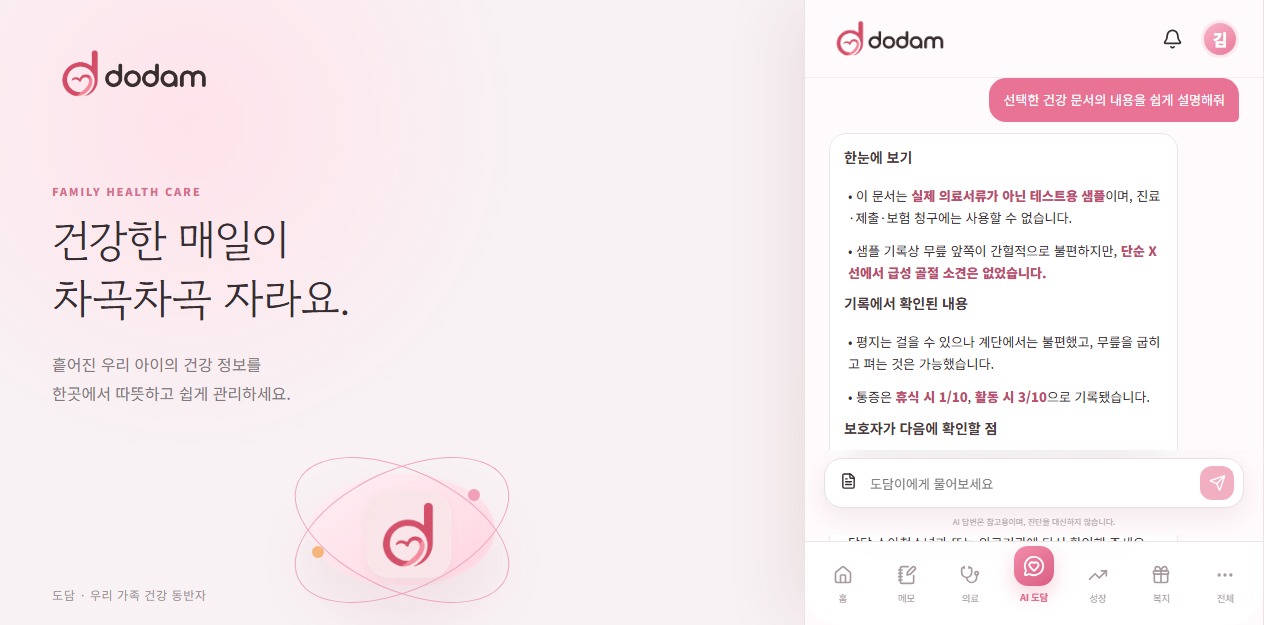 dodam
FAMILY HEALTH CARE
건강한 매일이
차곡차곡 자라요.
흩어진 우리 아이의 건강 정보를
한곳에서 따뜻하고 쉽게 관리하세요.
도담 · 우리 가족 건강 동반자
dodam
김
선택한 건강 문서의 내용을 쉽게 설명해줘
한눈에 보기
• 이 문서는 실제 의료서류가 아닌 테스트용 샘플이며, 진료
·제출·보험 청구에는 사용할 수 없습니다.
• 샘플 기록상 무릎 앞쪽이 간헐적으로 불편하지만, 단순 X
선에서 급성 골절 소견은 없었습니다.
기록에서 확인된 내용
• 평지는 걸을 수 있으나 계단에서는 불편했고, 무릎을 굽히
고 펴는 것은 가능했습니다.
• 통증은 휴식 시 1/10, 활동 시 3/10으로 기록됐습니다.
보호자가 다음에 확인할 점
도담이에게 물어보세요
AI 답변은 참고용이며, 진단을 대신하지 않습니다.
홈
메모
의료
AI 도담
성장
복지
전체